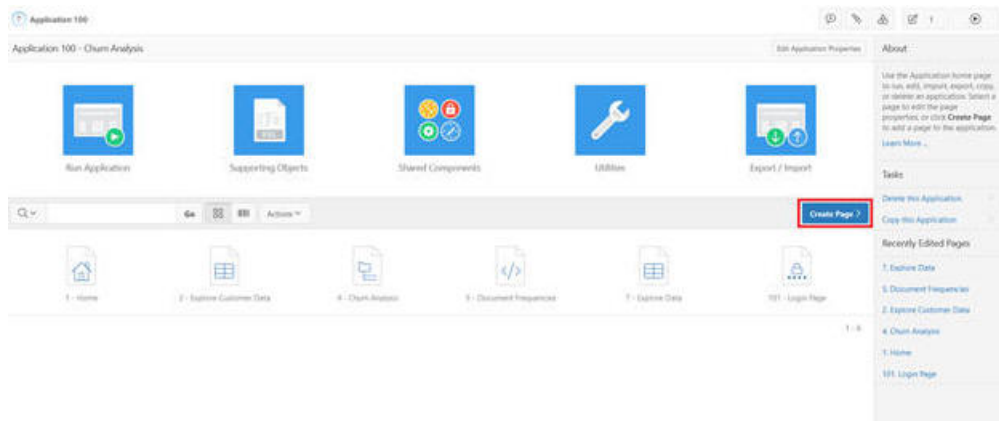 Application 100
1
Application 100 - Churn Analysis
Edit Application Properties
About
Use the Application home page
to run, edit, import, export, copy,
or delete an application. Select a
page to edit the page
properties, or click Create Page
to add a page to the application.
Learn More ..
Run Application
Supporting Objects
Shared Components
Utilities
Export / Import
Tasks
Delete this Application
Copy this Application
Go
Actions
Create Page >
Recently Edited Pages
7. Explore Data
5. Document Frequencies
2. Explore Customer Data
4. Churn Analysis
1. Home
101. Login Page
1 - Home
2 - Explore Customer Data
4 - Churn Analysis
5 - Document Frequencies
7 - Explore Data
101 - Login Page
1 - 6